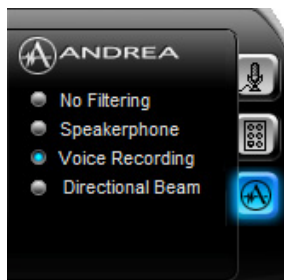 ANDREA
No Filtering
Speakerphone
Voice Recording
Directional Beam